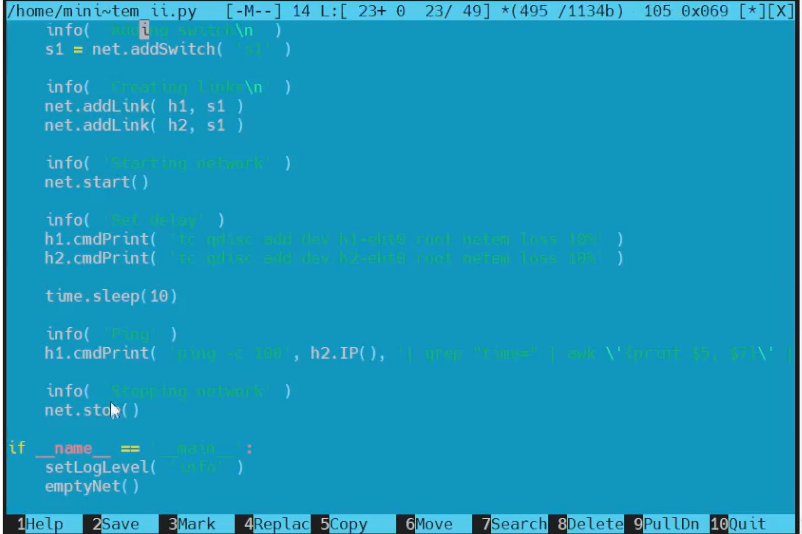 /home/mini~tem ii.py [-M--] 14 L:[ 23+ 0 23/ 49] *(495 /1134b) 105 0x069 [*][X]
info( 'Adding switch\n' )
s1 = net.addSwitch( 's1' )
info( 'Creating links\n' )
net.addLink( h1, s1 )
net.addLink( h2, s1 )
info( 'Starting network' )
net.start()
info( 'Set delay' )
h1.cmdPrint( 'tc qdisc add dev h1-eht0 root netem loss 10%' )
h2.cmdPrint( 'tc qdisc add dev h2-eht0 root netem loss 10%' )
time.sleep(10)
info( 'Ping' )
h1.cmdPrint( 'ping -c 100', h2.IP(), '| grep "time=" | awk \'{print $5, $7}\' |
info( 'Stopping network' )
net.stop()
if __name__ == '__main__':
setLogLevel( 'info' )
emptyNet()
1Help 2Save 3Mark 4Replac 5Copy 6Move 7Search 8Delete 9PullDn 10Quit